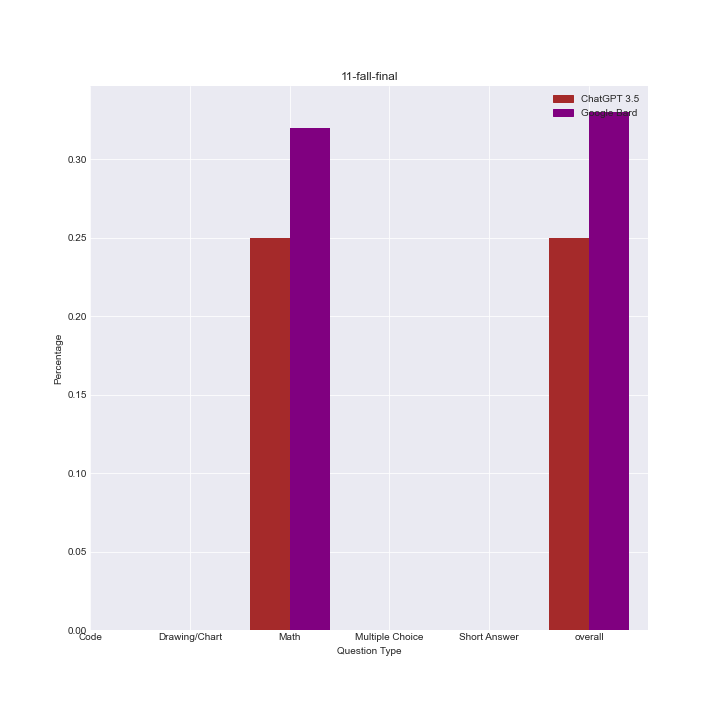 11-fall-final
ChatGPT 3.5
Google Bard
0.30
0.25
0.20
0.15
0.10
0.05
0.00
Percentage
Code
Drawing/Chart
Math
Multiple Choice
Short Answer
overall
Question Type